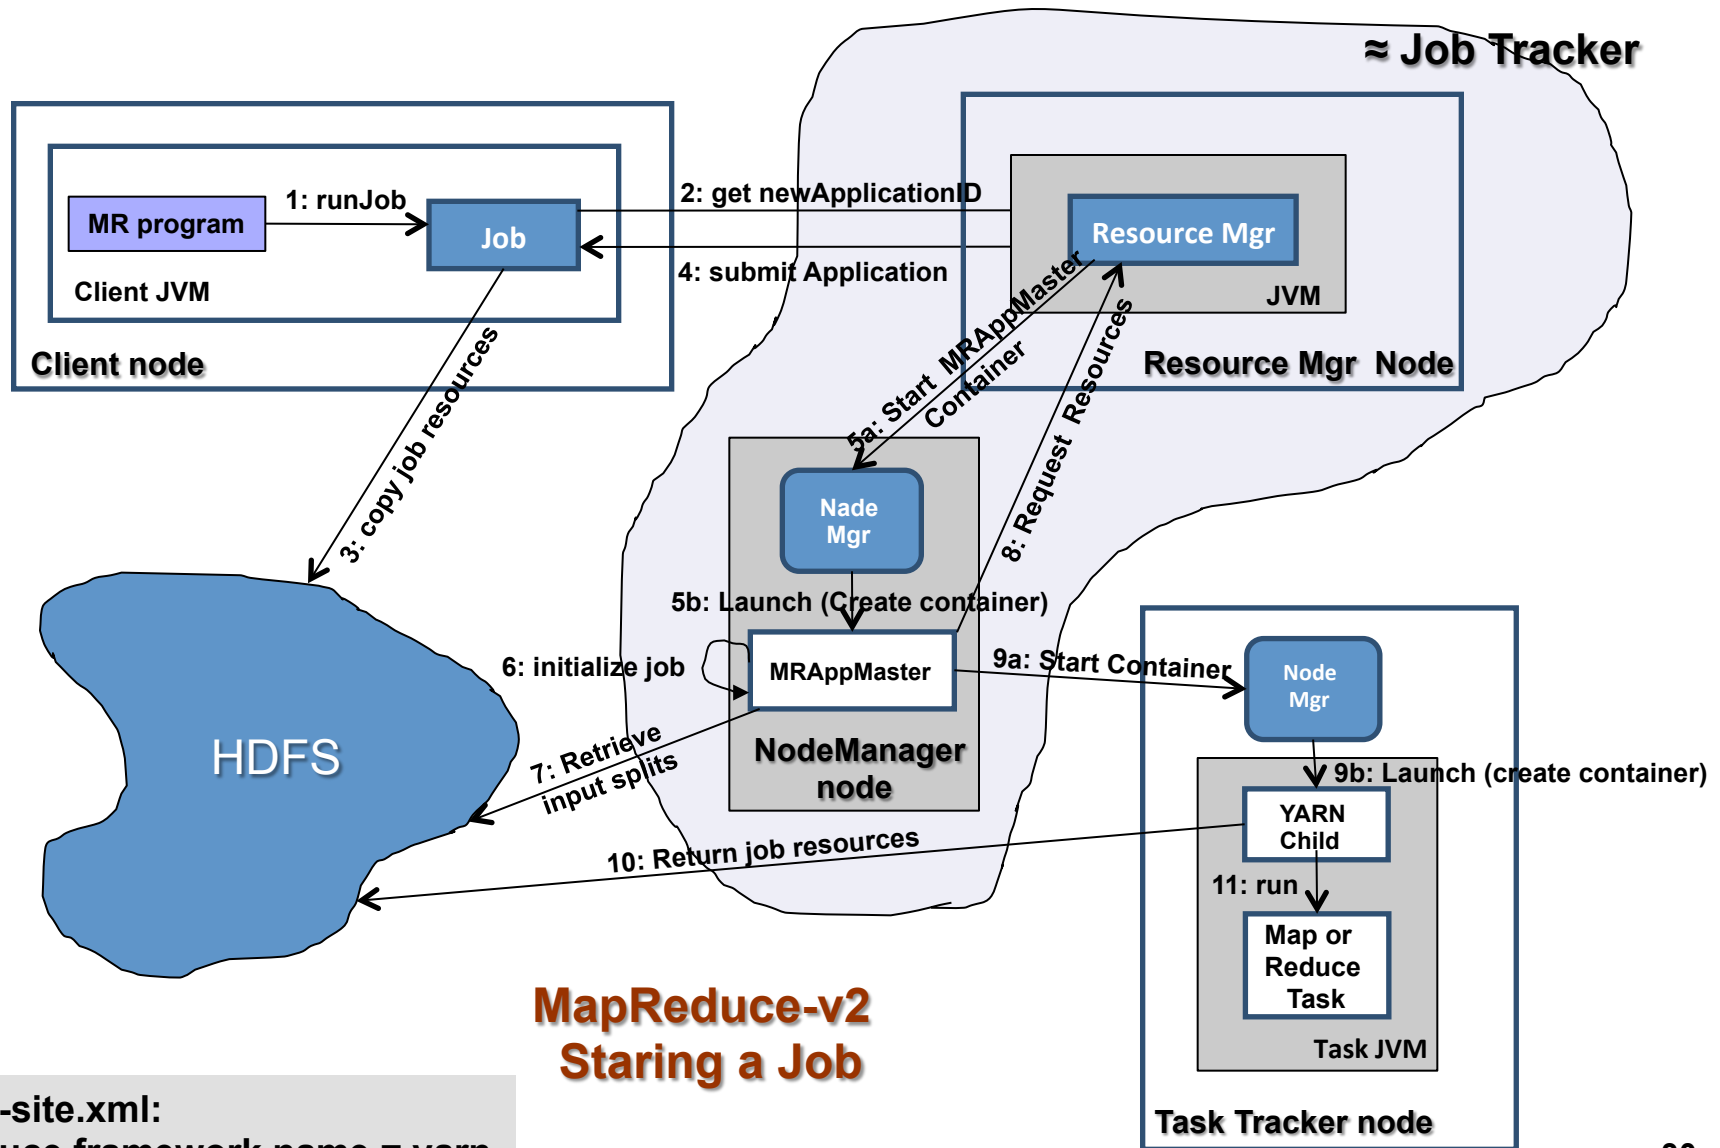 ≈ Job Tracker
1: runJob
2: get newApplicationID
MR program
Job
Resource Mgr
4: submit Application
Client JVM
JVM
Client node
Resource Mgr Node
3: copy job resources
5a: Start MRAppMaster
Container
8: Request Resources
Nade
Mgr
5b: Launch (Create container)
6: initialize job
MRAppMaster
9a: Start Container
Node
Mgr
HDFS
7: Retrieve
input splits
NodeManager
node
9b: Launch (create container)
YARN
Child
10: Return job resources
11: run
Map or
Reduce
Task
MapReduce-v2
Staring a Job
Task JVM
-site.xml:
uce.framework.name = yarn
Task Tracker node